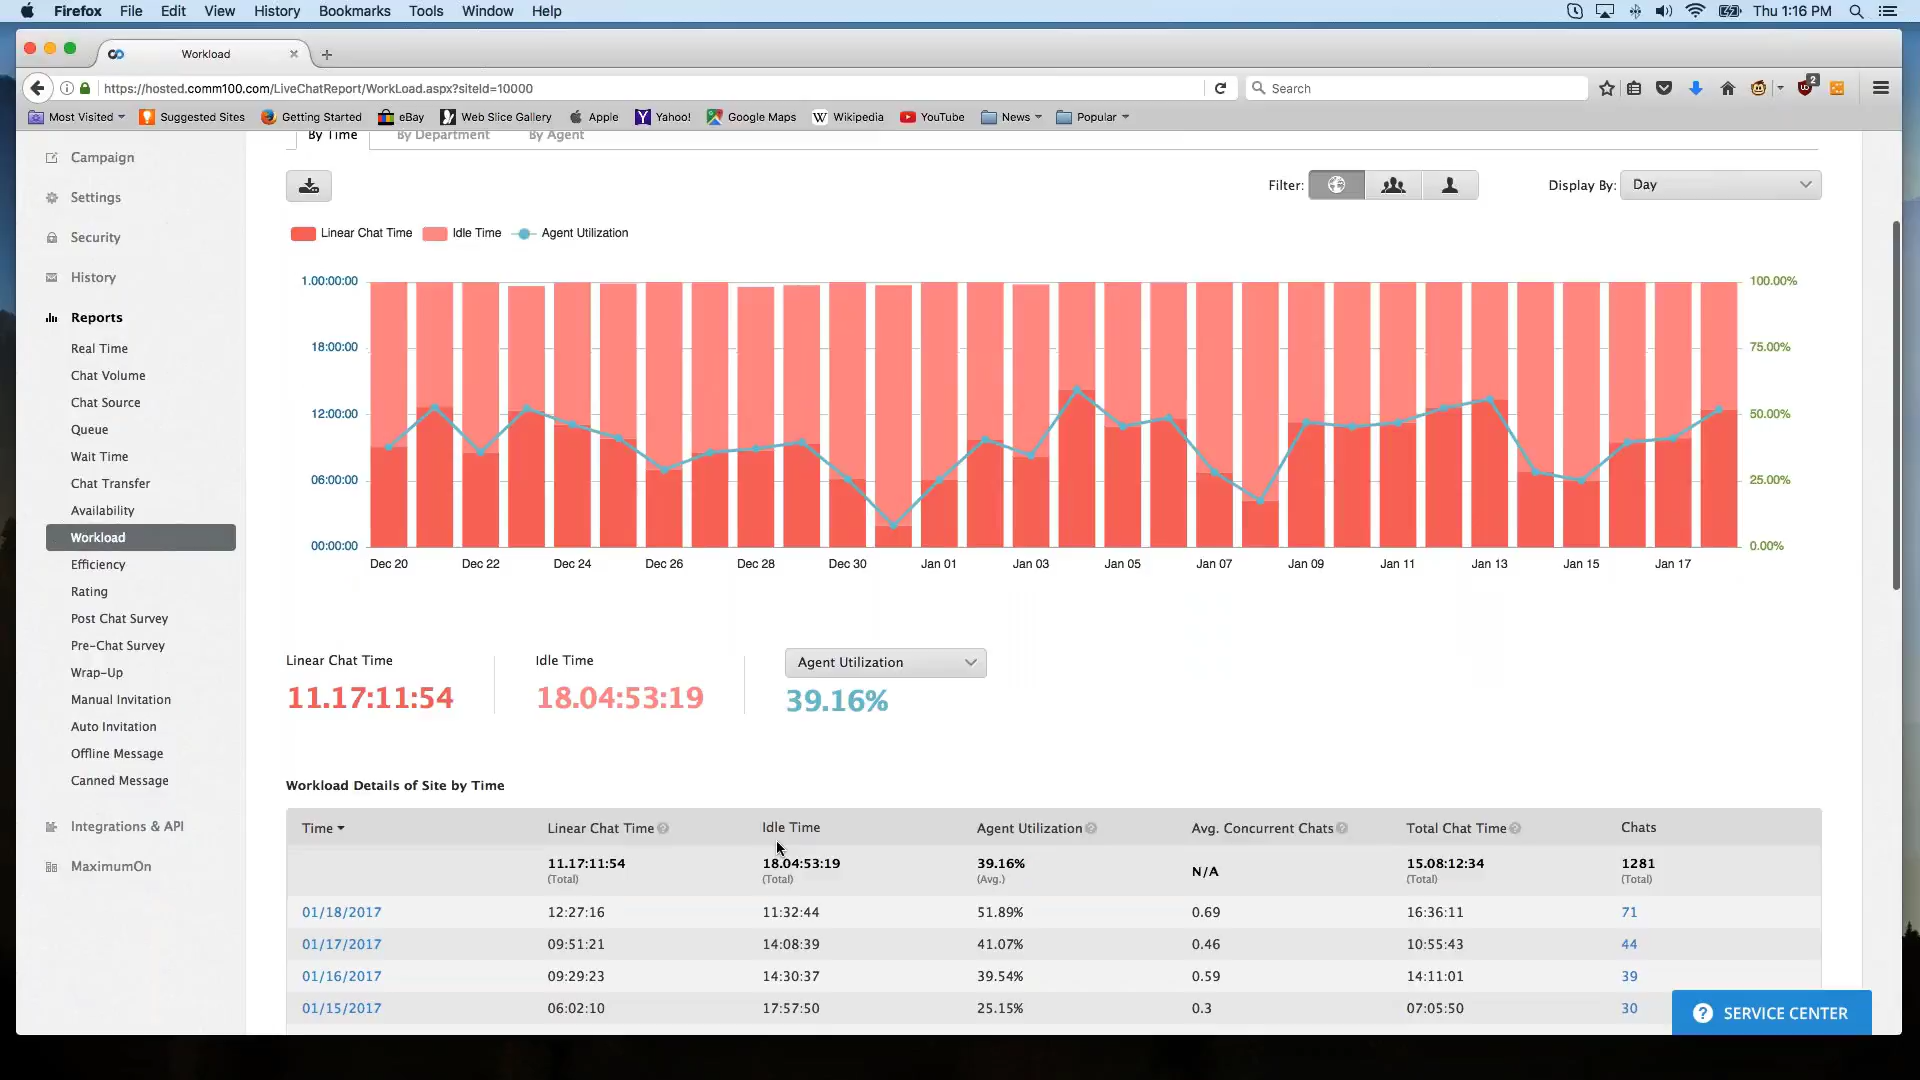 Firefox File Edit View History Bookmarks Tools Window Help Thu 1:16 PM
Workload
https://hosted.comm100.com/LiveChatReport/WorkLoad.aspx?siteId=10000 Search 2
Most Visited Suggested Sites Getting Started eBay Web Slice Gallery Apple Yahoo! Google Maps Wikipedia YouTube News Popular
By Time By Department By Agent
Campaign
Settings
Security
History
Reports
Real Time
Chat Volume
Chat Source
Queue
Wait Time
Chat Transfer
Availability
Workload
Efficiency
Rating
Post Chat Survey
Pre-Chat Survey
Wrap-Up
Manual Invitation
Auto Invitation
Offline Message
Canned Message
Integrations & API
MaximumOn
Filter: Display By: Day
Linear Chat Time Idle Time Agent Utilization
1.00:00:00 100.00%
18:00:00 75.00%
12:00:00 50.00%
06:00:00 25.00%
00:00:00 0.00%
Dec 20 Dec 22 Dec 24 Dec 26 Dec 28 Dec 30 Jan 01 Jan 03 Jan 05 Jan 07 Jan 09 Jan 11 Jan 13 Jan 15 Jan 17
Linear Chat Time Idle Time Agent Utilization
11.17:11:54 18.04:53:19 39.16%
Workload Details of Site by Time
Time Linear Chat Time Idle Time Agent Utilization Avg. Concurrent Chats Total Chat Time Chats
11.17:11:54 18.04:53:19 39.16% N/A 15.08:12:34 1281
(Total) (Total) (Avg.) (Total) (Total)
01/18/2017 12:27:16 11:32:44 51.89% 0.69 16:36:11 71
01/17/2017 09:51:21 14:08:39 41.07% 0.46 10:55:43 44
01/16/2017 09:29:23 14:30:37 39.54% 0.59 14:11:01 39
01/15/2017 06:02:10 17:57:50 25.15% 0.3 07:05:50 30
SERVICE CENTER